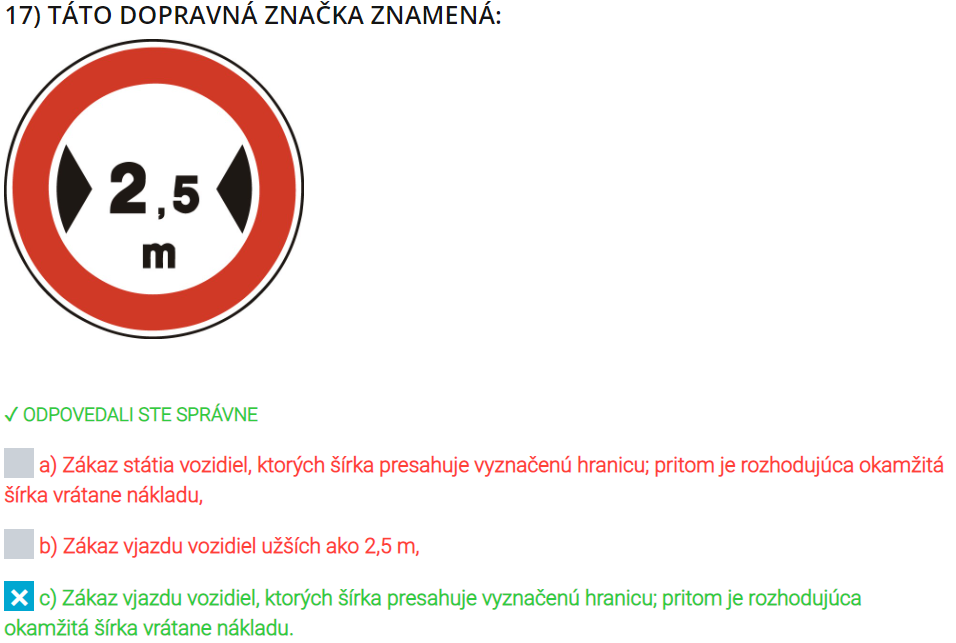 17) TÁTO DOPRAVNÁ ZNAČKA ZNAMENÁ:
2,5
m
✓ ODPOVEDALI STE SPRÁVNE
a) Zákaz státia vozidiel, ktorých šírka presahuje vyznačenú hranicu; pritom je rozhodujúca okamžitá
šírka vrátane nákladu,
b) Zákaz vjazdu vozidiel užších ako 2,5 m,
c) Zákaz vjazdu vozidiel, ktorých šírka presahuje vyznačenú hranicu; pritom je rozhodujúca
okamžitá šírka vrátane nákladu.